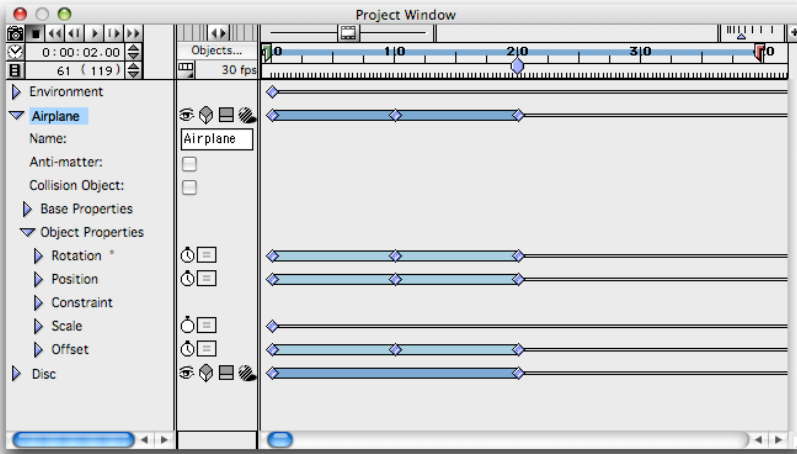 Project Window
0:00:02.00
Objects...
61 (119)
30 fps
0 1|0 2|0 3|0
Environment
Airplane
Name:
Airplane
Anti-matter:
Collision Object:
Base Properties
Object Properties
Rotation °
Position
Constraint
Scale
Offset
Disc